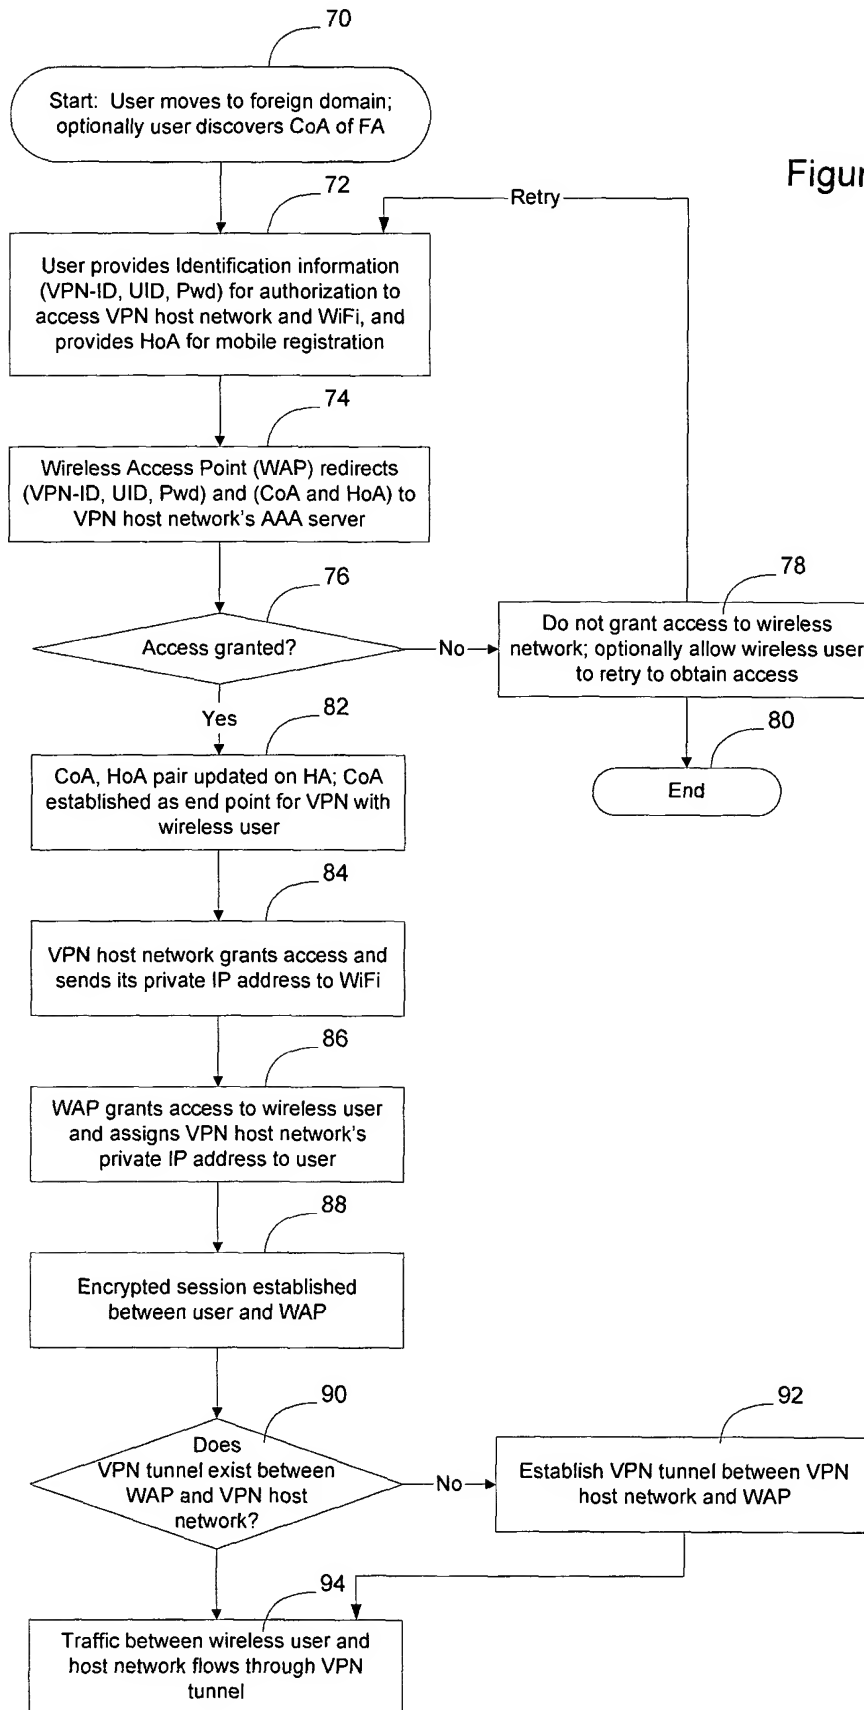 70
Start: User moves to foreign domain;
optionally user discovers CoA of FA
Figur
72
Retry
User provides Identification information
(VPN-ID, UID, Pwd) for authorization to
access VPN host network and WiFi, and
provides HoA for mobile registration
74
Wireless Access Point (WAP) redirects
(VPN-ID, UID, Pwd) and (CoA and HoA) to
VPN host network's AAA server
76
Access granted?
No
78
Do not grant access to wireless
network; optionally allow wireless user
to retry to obtain access
80
End
Yes
82
CoA, HoA pair updated on HA; CoA
established as end point for VPN with
wireless user
84
VPN host network grants access and
sends its private IP address to WiFi
86
WAP grants access to wireless user
and assigns VPN host network's
private IP address to user
88
Encrypted session established
between user and WAP
90
Does
VPN tunnel exist between
WAP and VPN host
network?
No
92
Establish VPN tunnel between VPN
host network and WAP
94
Traffic between wireless user and
host network flows through VPN
tunnel